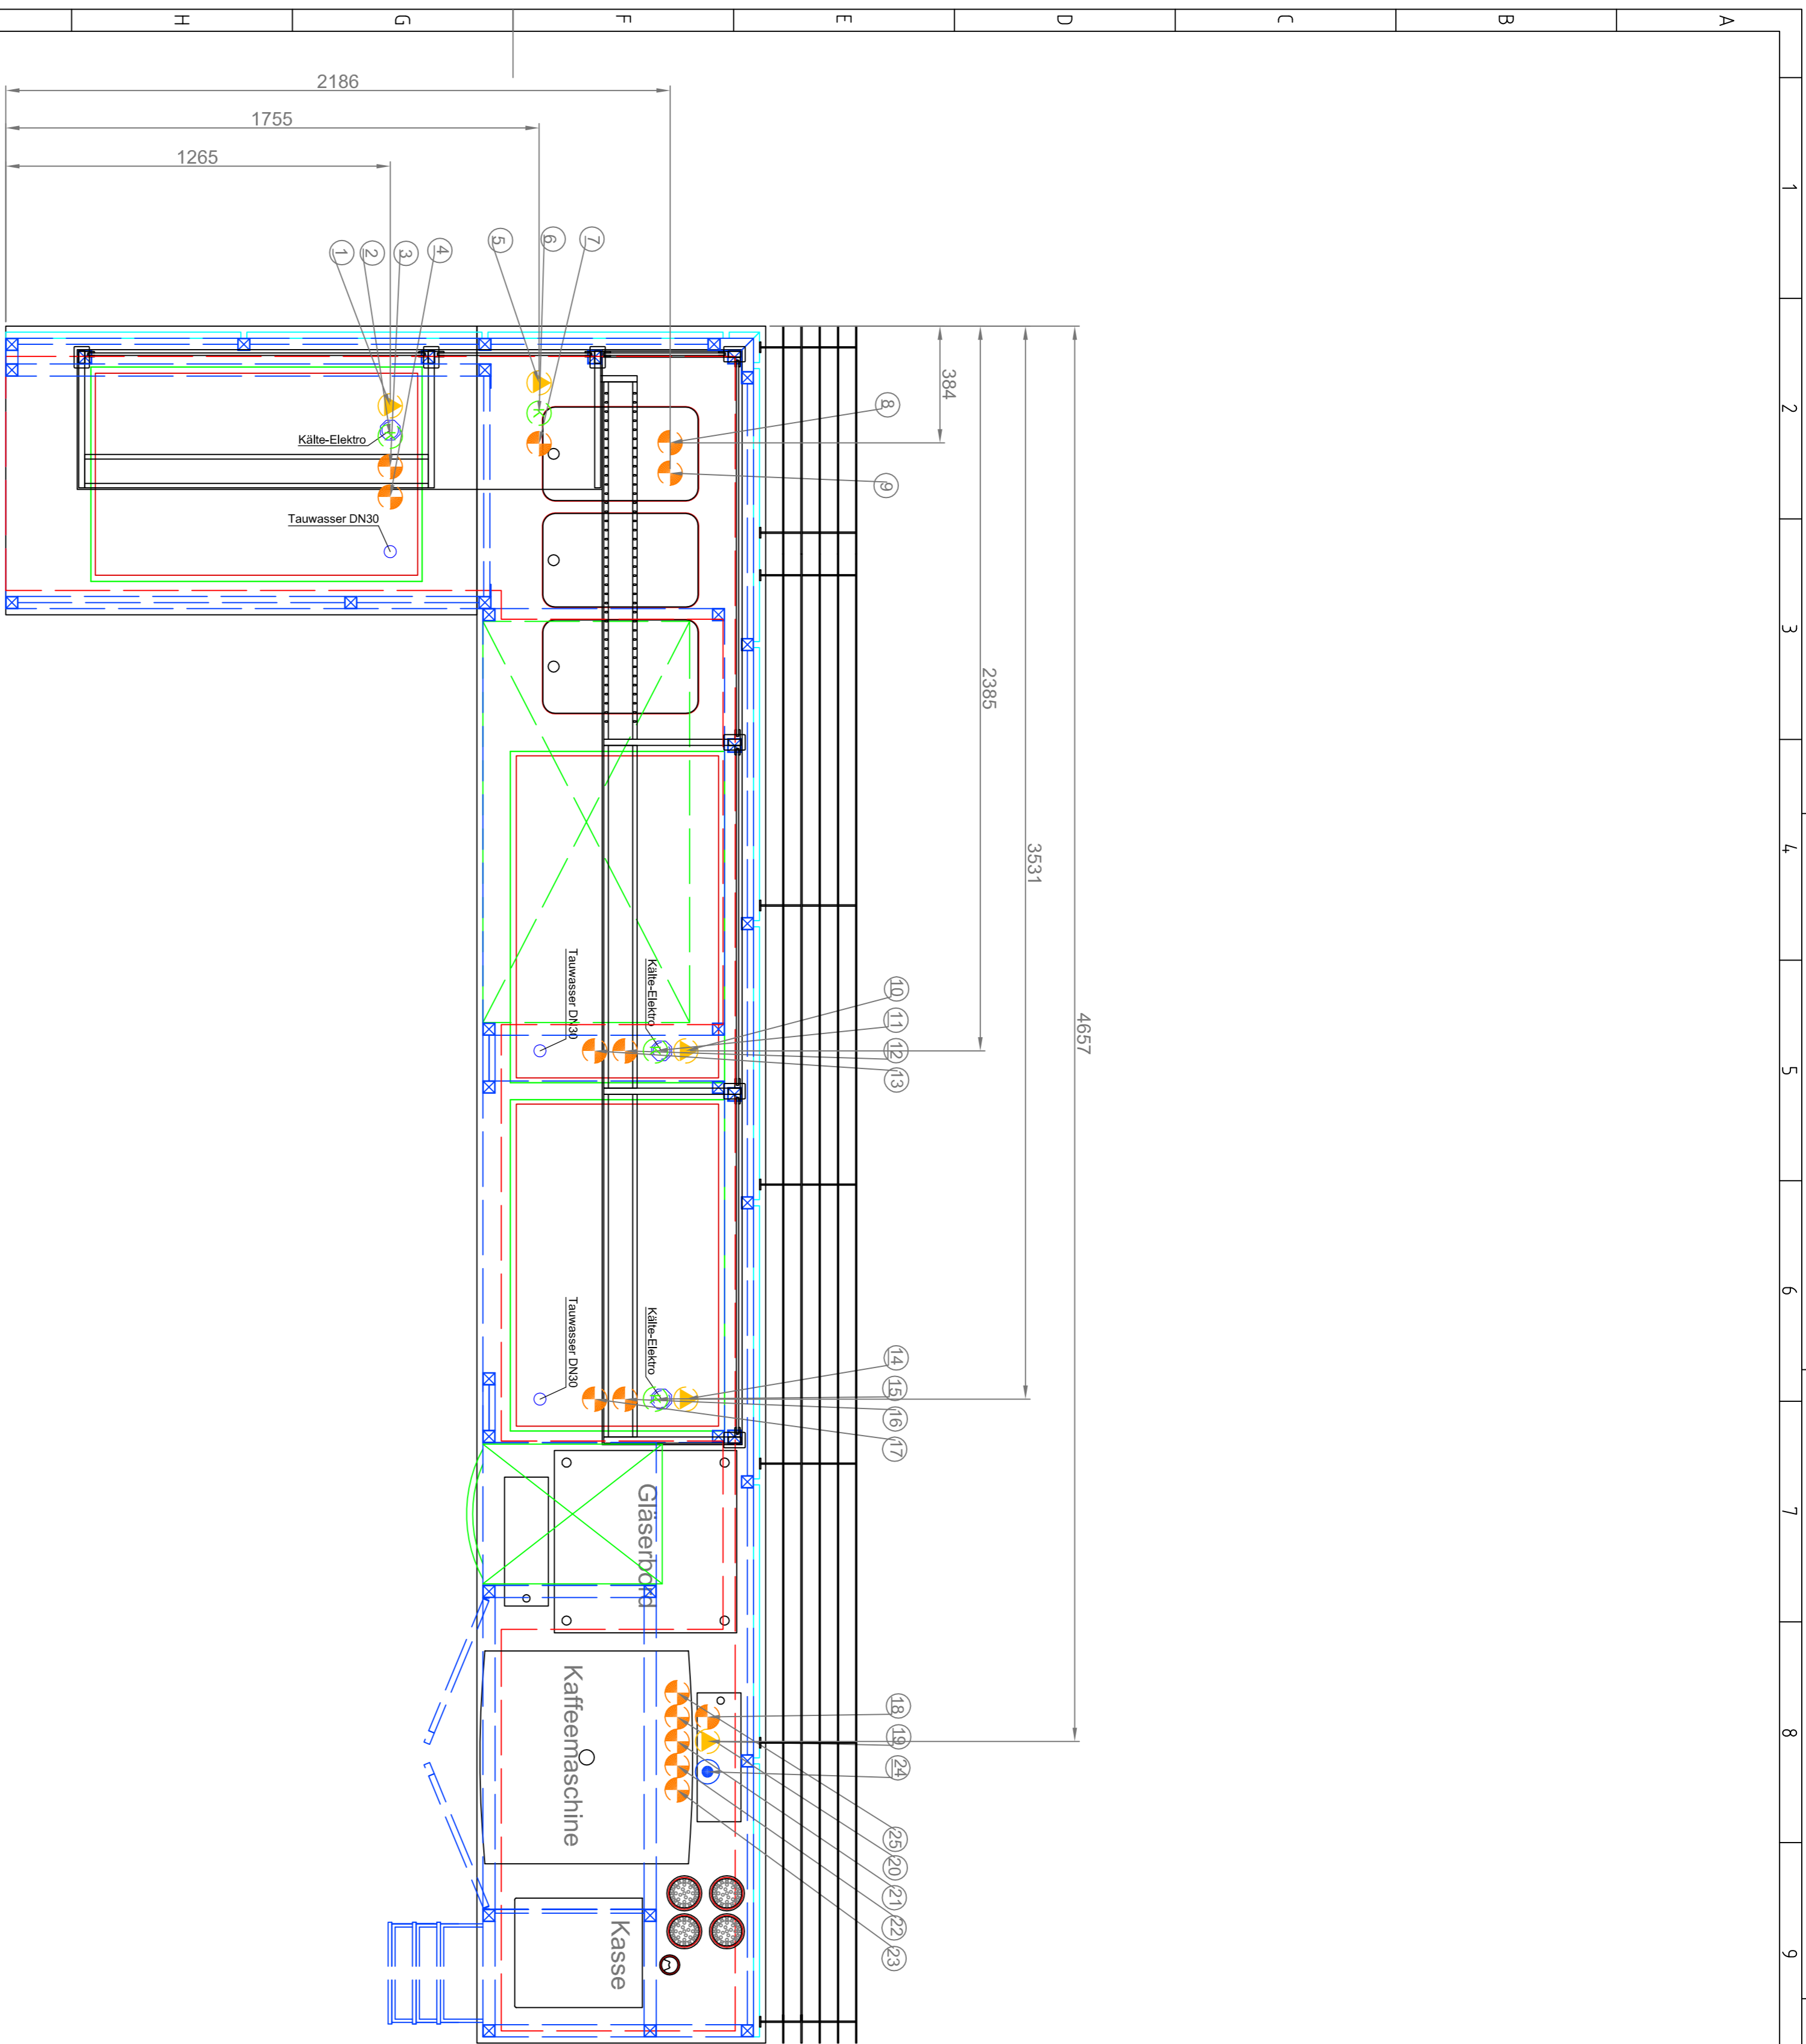 A
B
C
D
E
F
G
H
1
2
3
4
5
6
7
8
9
2186
1755
1265
384
2385
3531
4657
1
2
3
4
5
6
7
8
9
10
11
12
13
14
15
16
17
18
19
24
25
20
21
22
23
Kälte-Elektro
Tauwasser DN30
Kälte-Elektro
Tauwasser DN30
Kälte-Elektro
Tauwasser DN30
Gläserbord
Kaffeemaschine
Kasse